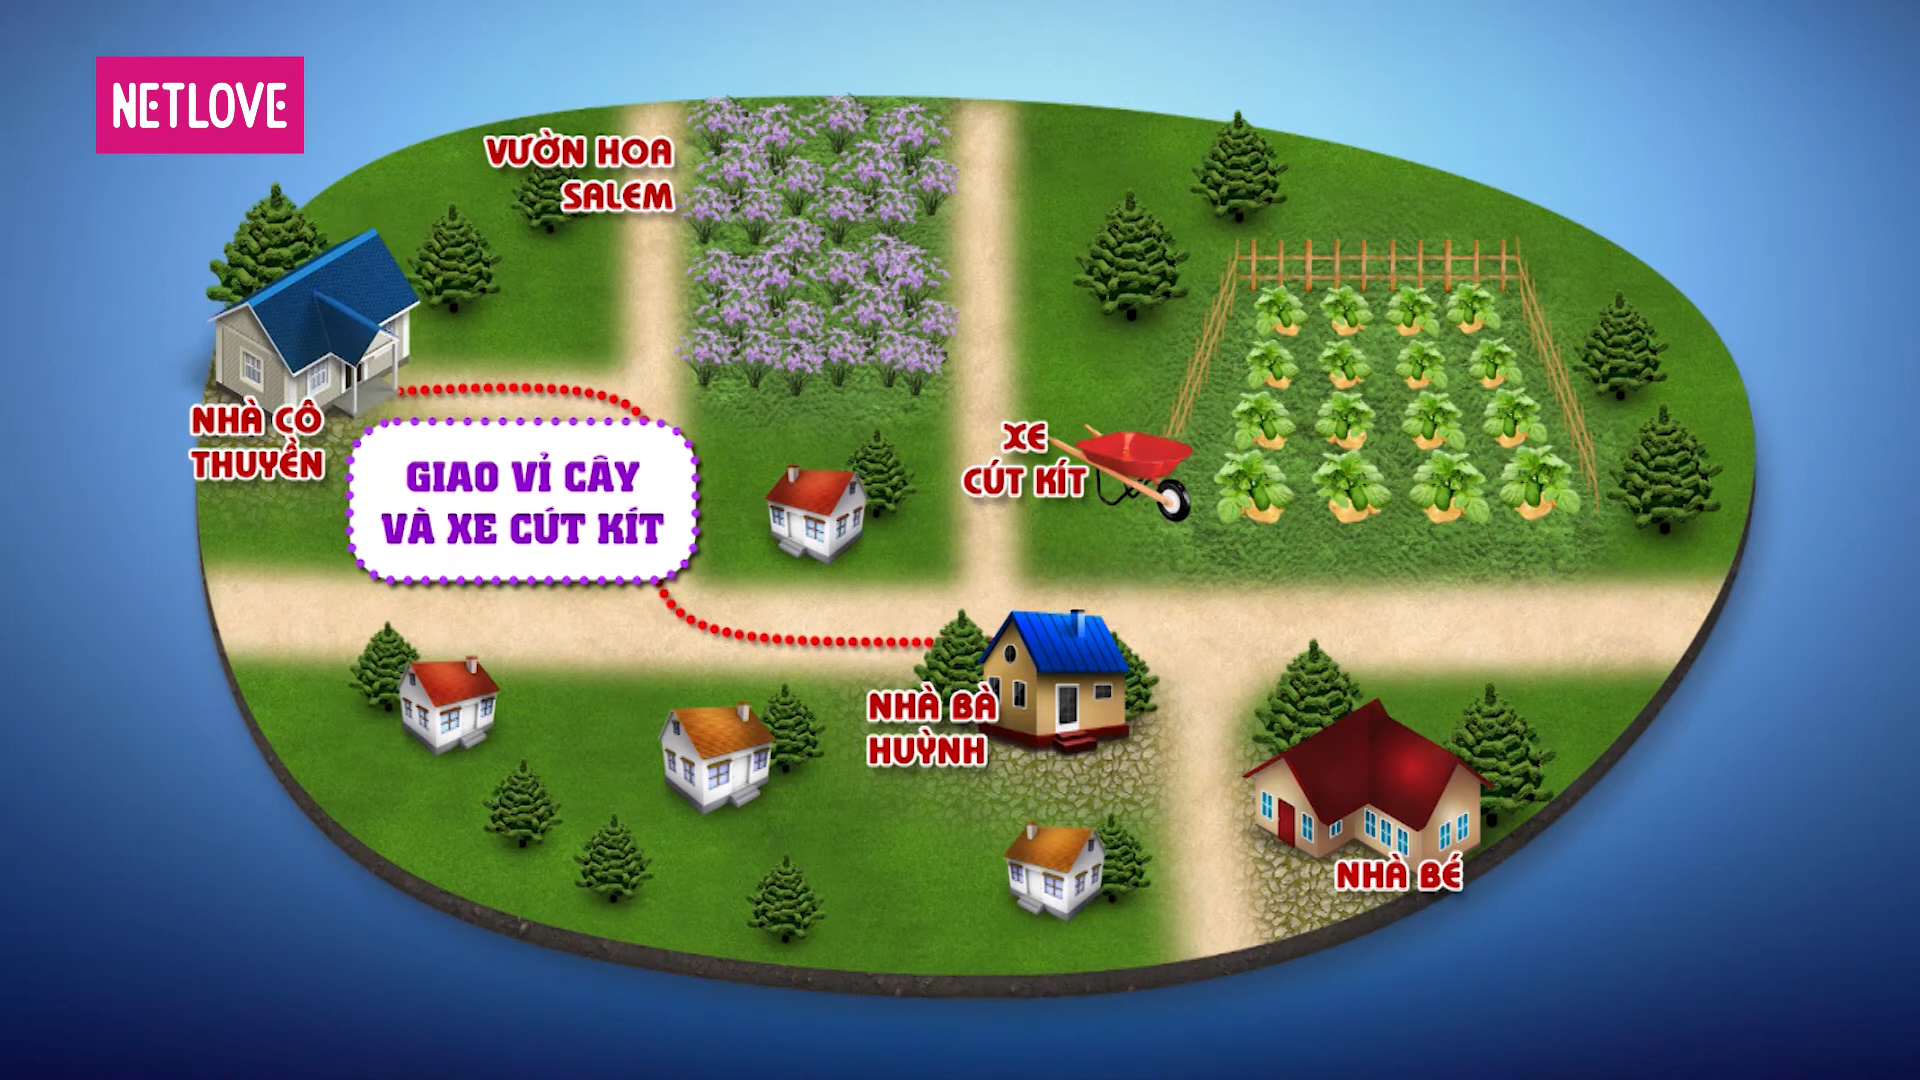 NETLOVE
VƯỜN HOA
SALEM
NHÀ CÔ
THUYỀN
GIAO VỈ CÂY
VÀ XE CÚT KÍT
XE
CÚT KÍT
NHÀ BÀ
HUỲNH
NHÀ BÉ